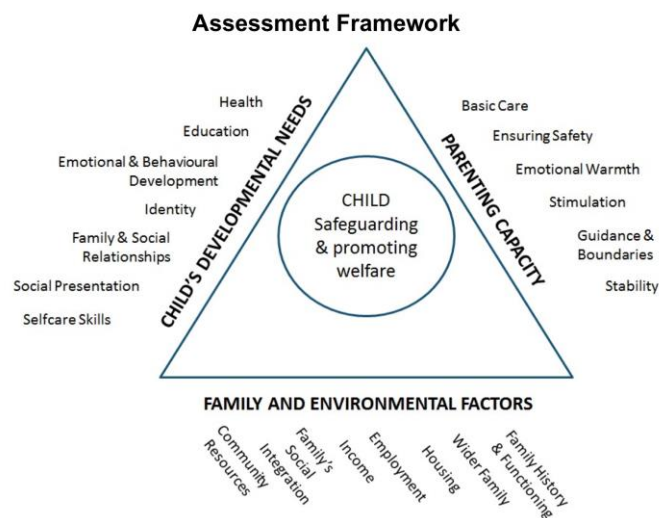 Assessment Framework
Health
Education
Emotional & Behavioural
Development
Identity
Family & Social
Relationships
Social Presentation
Selfcare Skills
CHILD'S DEVELOPMENTAL NEEDS
CHILD
Safeguarding
& promoting
welfare
PARENTING CAPACITY
Basic Care
Ensuring Safety
Emotional Warmth
Stimulation
Guidance &
Boundaries
Stability
FAMILY AND ENVIRONMENTAL FACTORS
Community
Resources
Family's
Social
Integration
Income
Employment
Housing
Wider Family
Family History
& Functioning